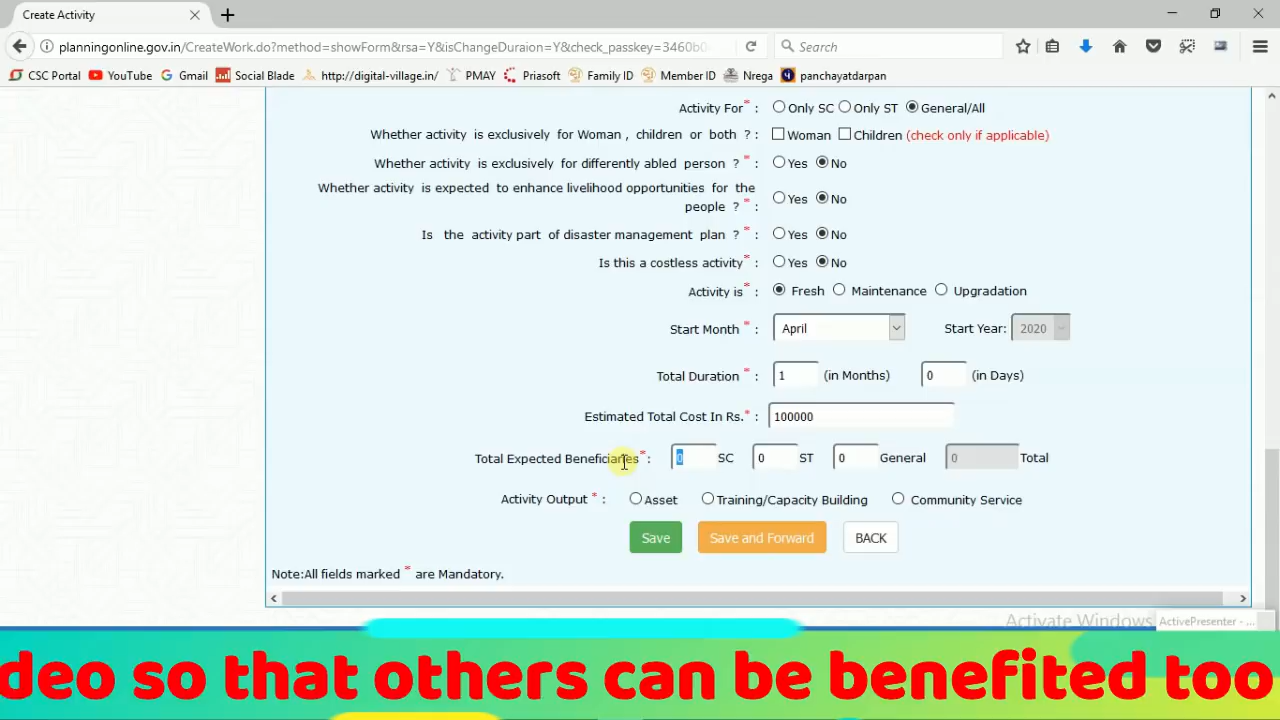 Create Activity
planningonline.gov.in/CreateWork.do?method=showForm&rsa=Y&isChangeDuraion=Y&check_passkey=3460b0
Search
CSC Portal YouTube Gmail Social Blade http://digital-village.in/ PMAY Priasoft Family ID Member ID Nrega panchayatdarpan
Activity For* : Only SC Only ST General/All
Whether activity is exclusively for Woman , children or both ? : Woman Children (check only if applicable)
Whether activity is exclusively for differently abled person ? * : Yes No
Whether activity is expected to enhance livelihood opportunities for the
people ? * : Yes No
Is the activity part of disaster management plan ? * : Yes No
Is this a costless activity* : Yes No
Activity is* : Fresh Maintenance Upgradation
Start Month * : April Start Year: 2020
Total Duration * : 1 (in Months) 0 (in Days)
Estimated Total Cost In Rs.* : 100000
Total Expected Beneficiaries* : 0 SC 0 ST 0 General 0 Total
Activity Output * : Asset Training/Capacity Building Community Service
Save Save and Forward BACK
Note:All fields marked * are Mandatory.
Activate Windows
ActivePresenter - ...
deo so that others can be benefited too